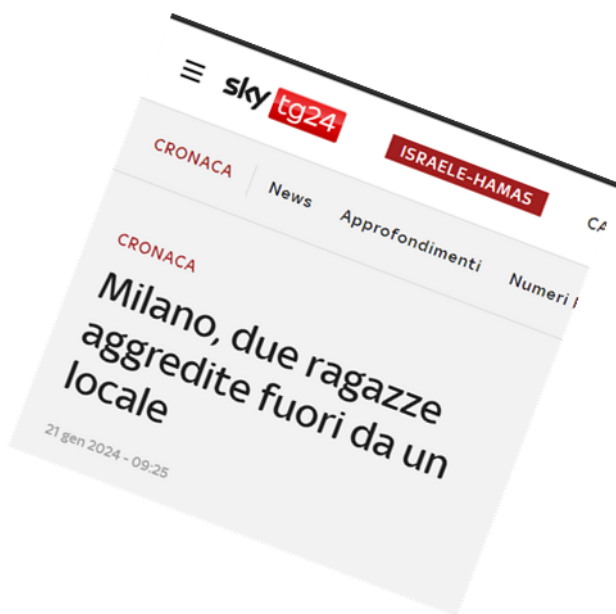 sky tg24
ISRAELE-HAMAS
CRONACA
News
Approfondimenti
Numeri
CRONACA
Milano, due ragazze
aggredite fuori da un
locale
21 gen 2024 - 09:25